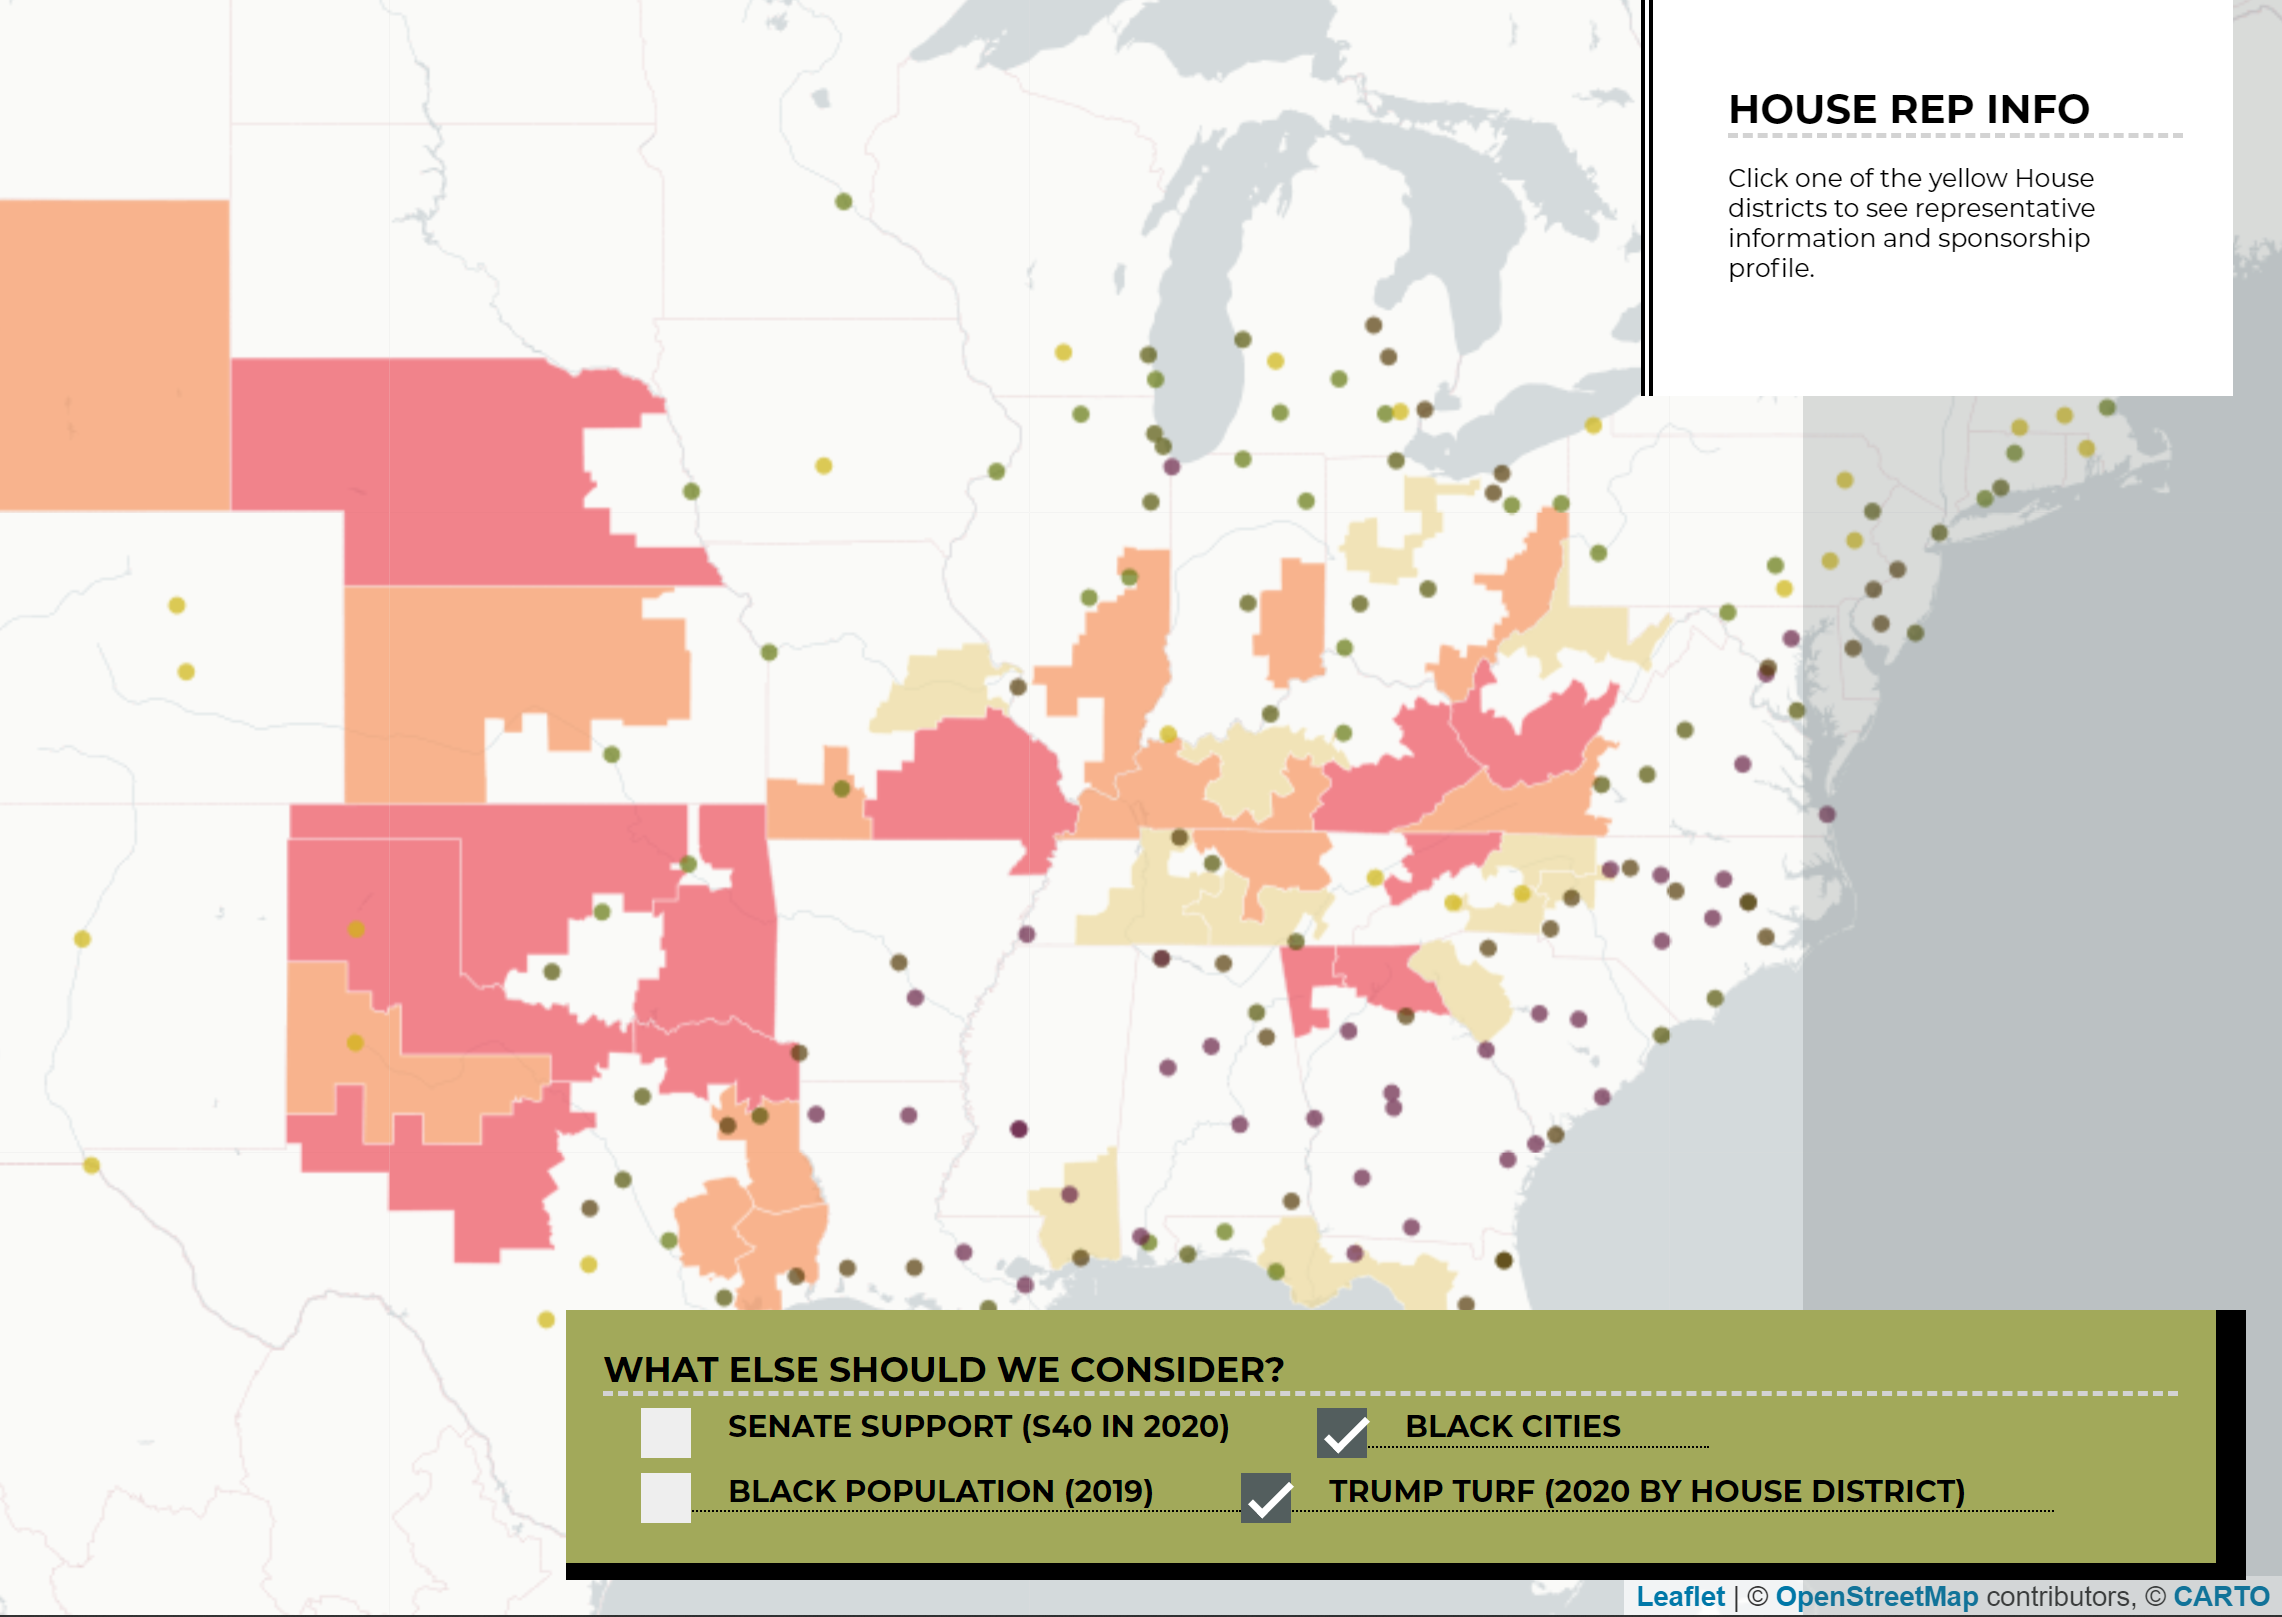 HOUSE REP INFO
Click one of the yellow House
districts to see representative
information and sponsorship
profile.
WHAT ELSE SHOULD WE CONSIDER?
SENATE SUPPORT (S40 IN 2020)
BLACK CITIES
BLACK POPULATION (2019)
TRUMP TURF (2020 BY HOUSE DISTRICT)
Leaflet | © OpenStreetMap contributors, © CARTO